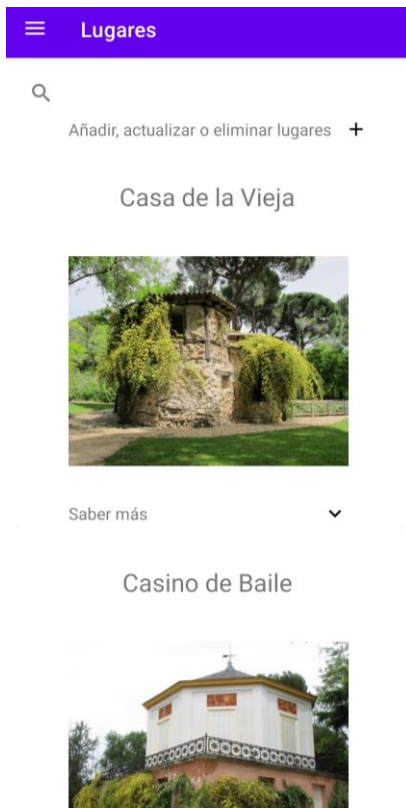 Lugares
Añadir, actualizar o eliminar lugares
Casa de la Vieja
Saber más
Casino de Baile